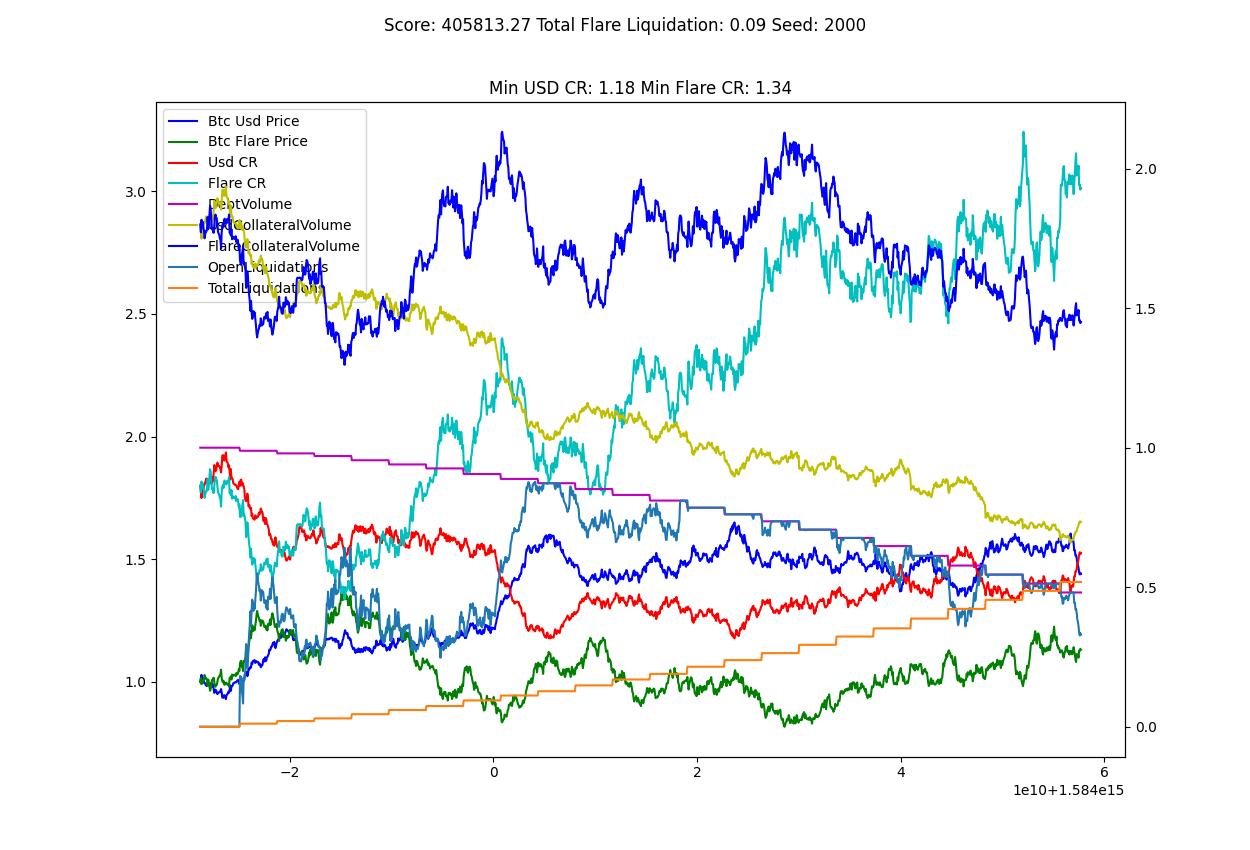 Score: 405813.27 Total Flare Liquidation: 0.09 Seed: 2000
Min USD CR: 1.18 Min Flare CR: 1.34
Btc Usd Price
Btc Flare Price
Usd CR
Flare CR
DebtVolume
UsdCollateralVolume
FlareCollateralVolume
OpenLiquidations
TotalLiquidations
3.0
2.5
2.0
1.5
1.0
2.0
1.5
1.0
0.5
0.0
−2
0
2
4
6
1e10+1.584e15